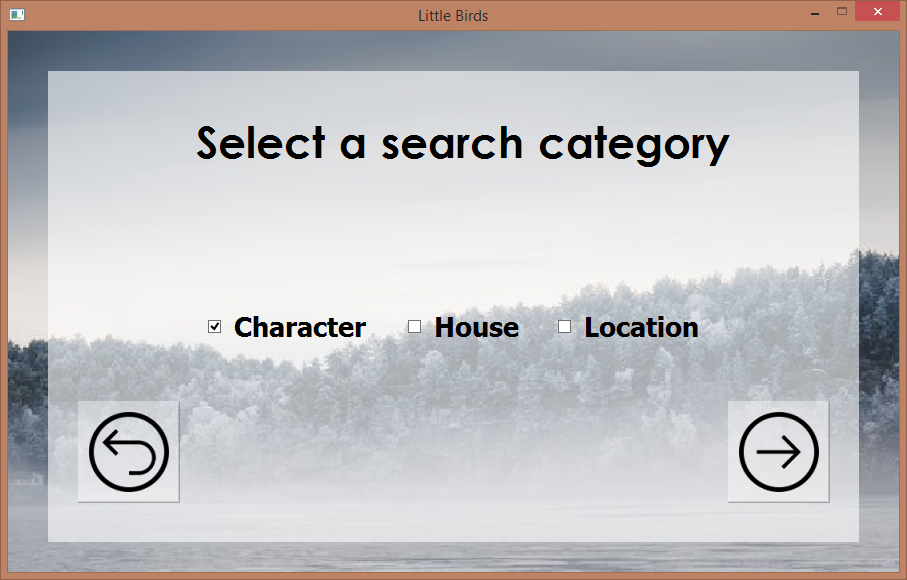 Little Birds
Select a search category
Character House Location